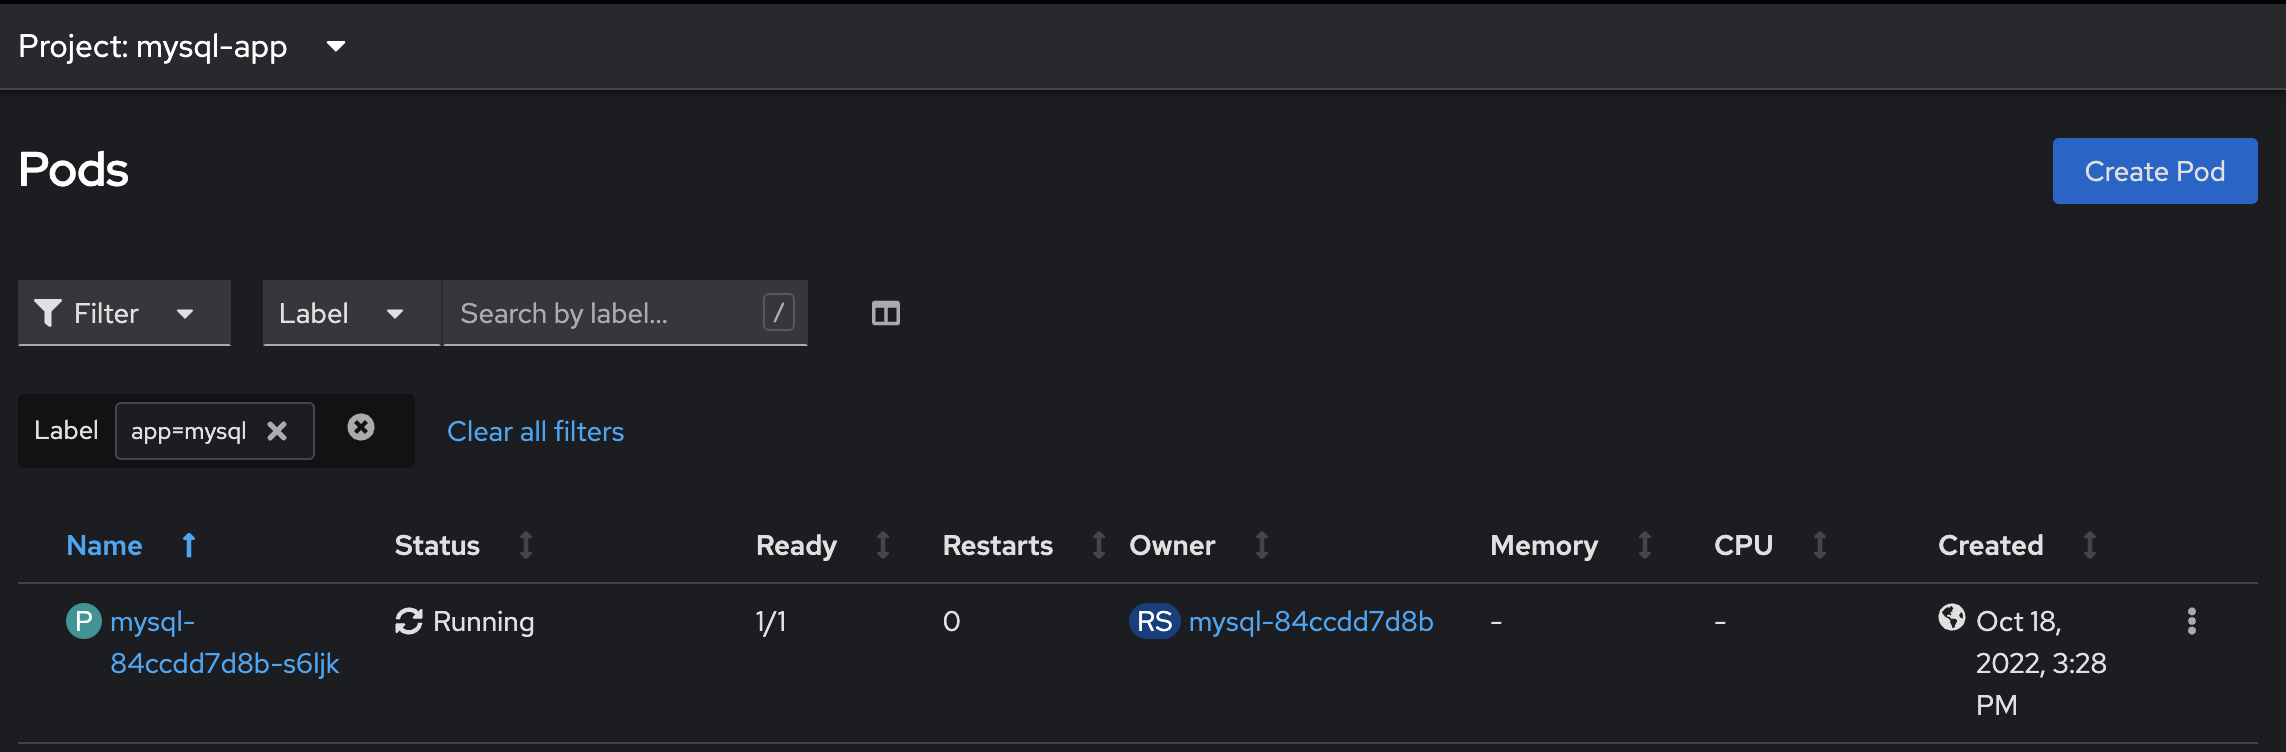 Project: mysql-app
Pods
Create Pod
Filter
Label
Search by label...
/
Label
app=mysql
Clear all filters
Name Status Ready Restarts Owner Memory CPU Created
P mysql- Running 1/1 0 RS mysql-84ccdd7d8b - - Oct 18,
84ccdd7d8b-s6ljk 2022, 3:28
PM